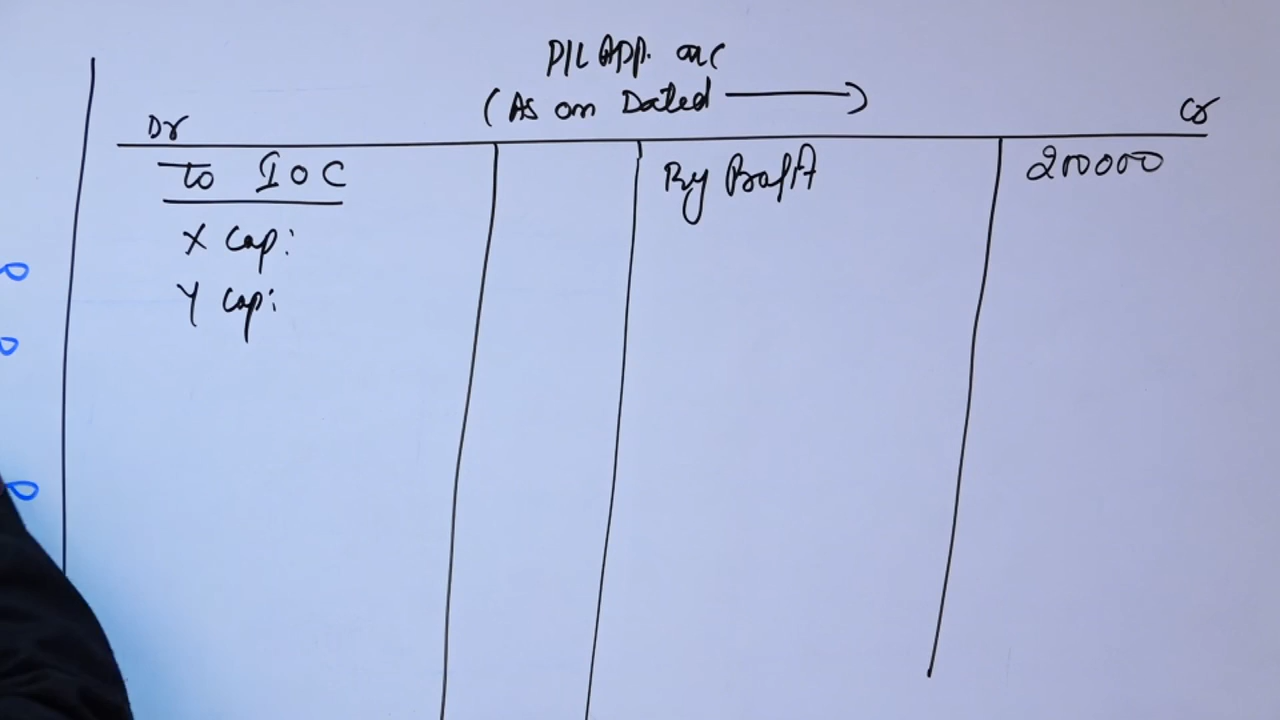 P/L App. a/c
(As on Dated ⟶)
Dr Cr
To IOC By Profit 200000
X Cap:
Y Cap: